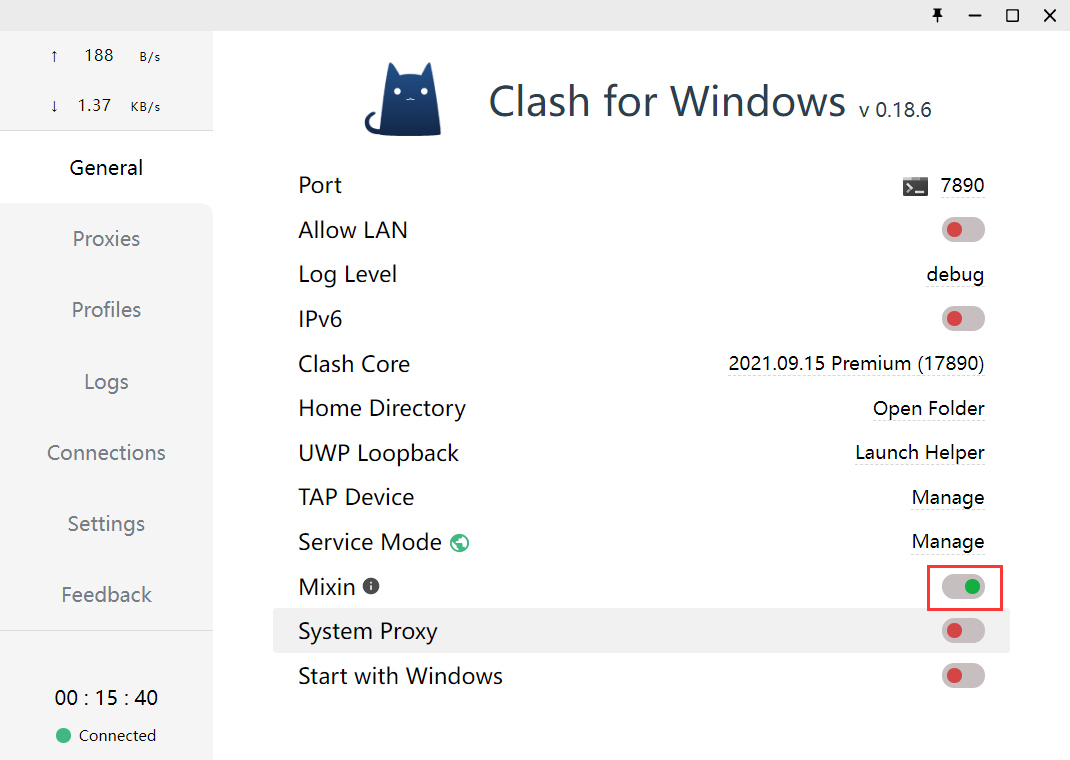 ↑ 188 B/s
↓ 1.37 KB/s
General
Proxies
Profiles
Logs
Connections
Settings
Feedback
00 : 15 : 40
Connected
Clash for Windows v 0.18.6
Port 7890
Allow LAN
Log Level debug
IPv6
Clash Core 2021.09.15 Premium (17890)
Home Directory Open Folder
UWP Loopback Launch Helper
TAP Device Manage
Service Mode Manage
Mixin
System Proxy
Start with Windows